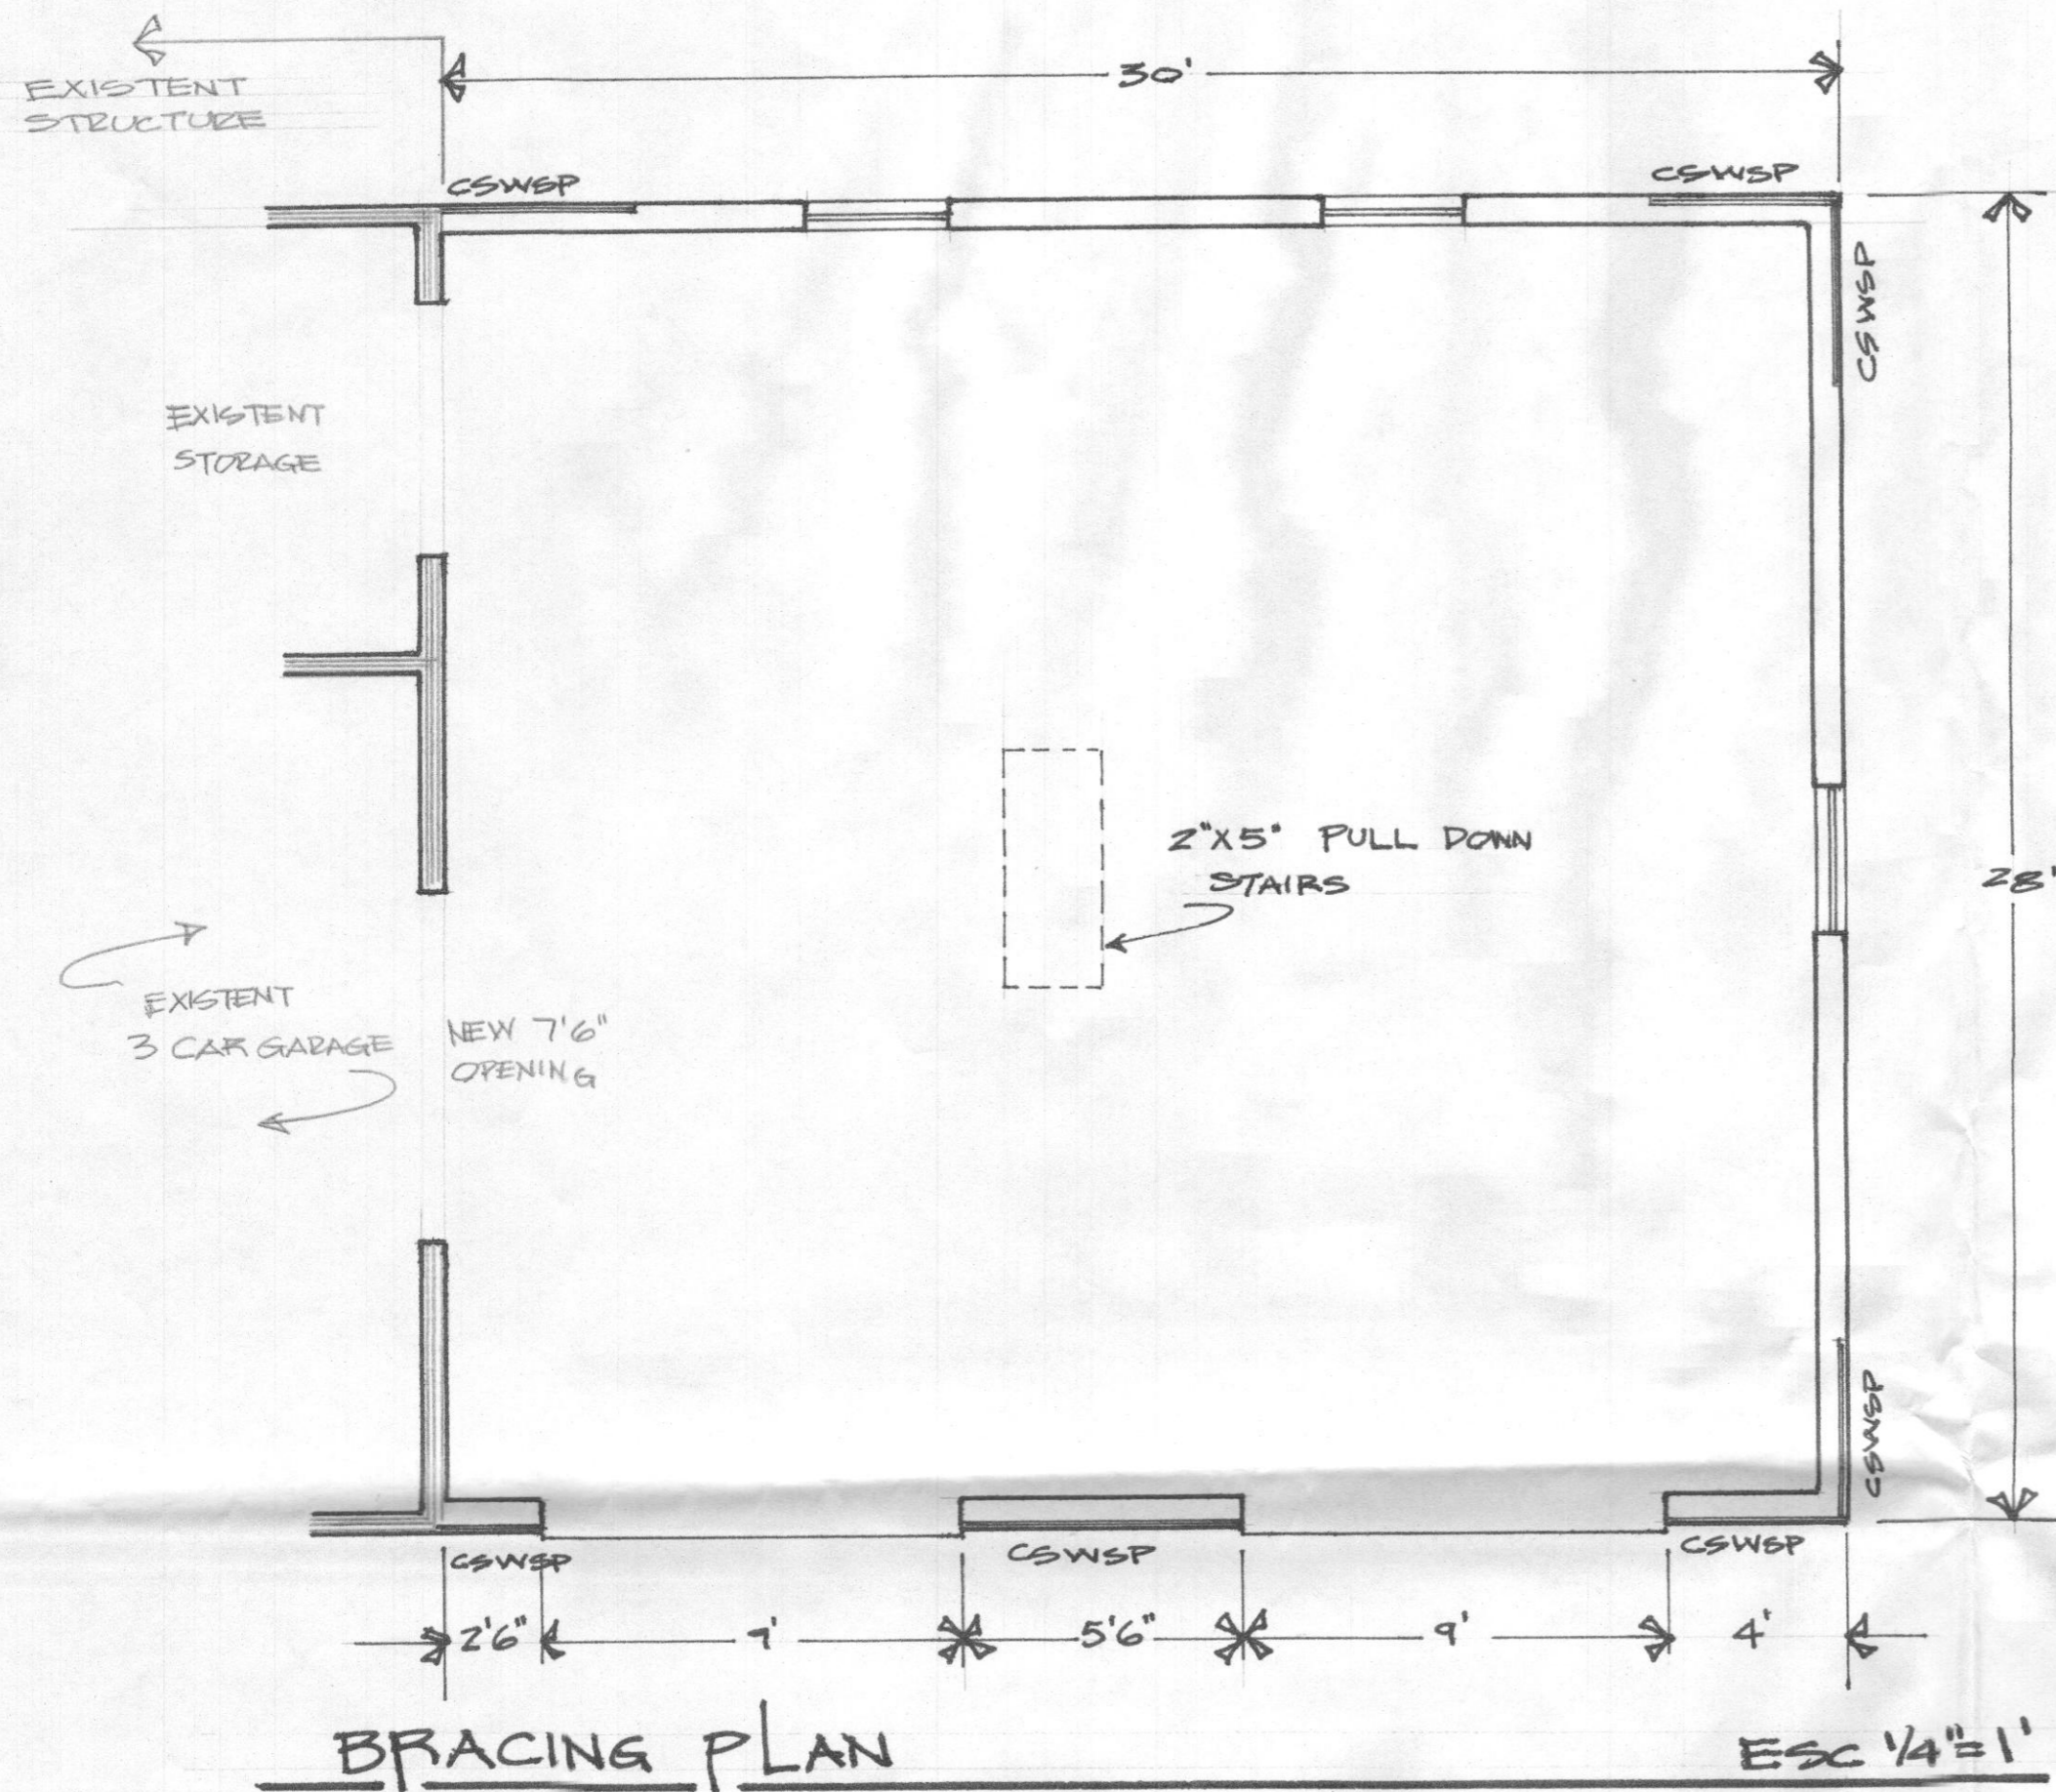 EXISTENT
STRUCTURE
30'
CSWSP
CSWSP
CSWSP
EXISTENT
STORAGE
2"X5" PULL DOWN
STAIRS
28'
EXISTENT
3 CAR GARAGE
NEW 7'6"
OPENING
CSWSP
CSWSP
CSWSP
CSWSP
2'6"
9'
5'6"
9'
4'
BRACING PLAN
ESC 1/4"=1'